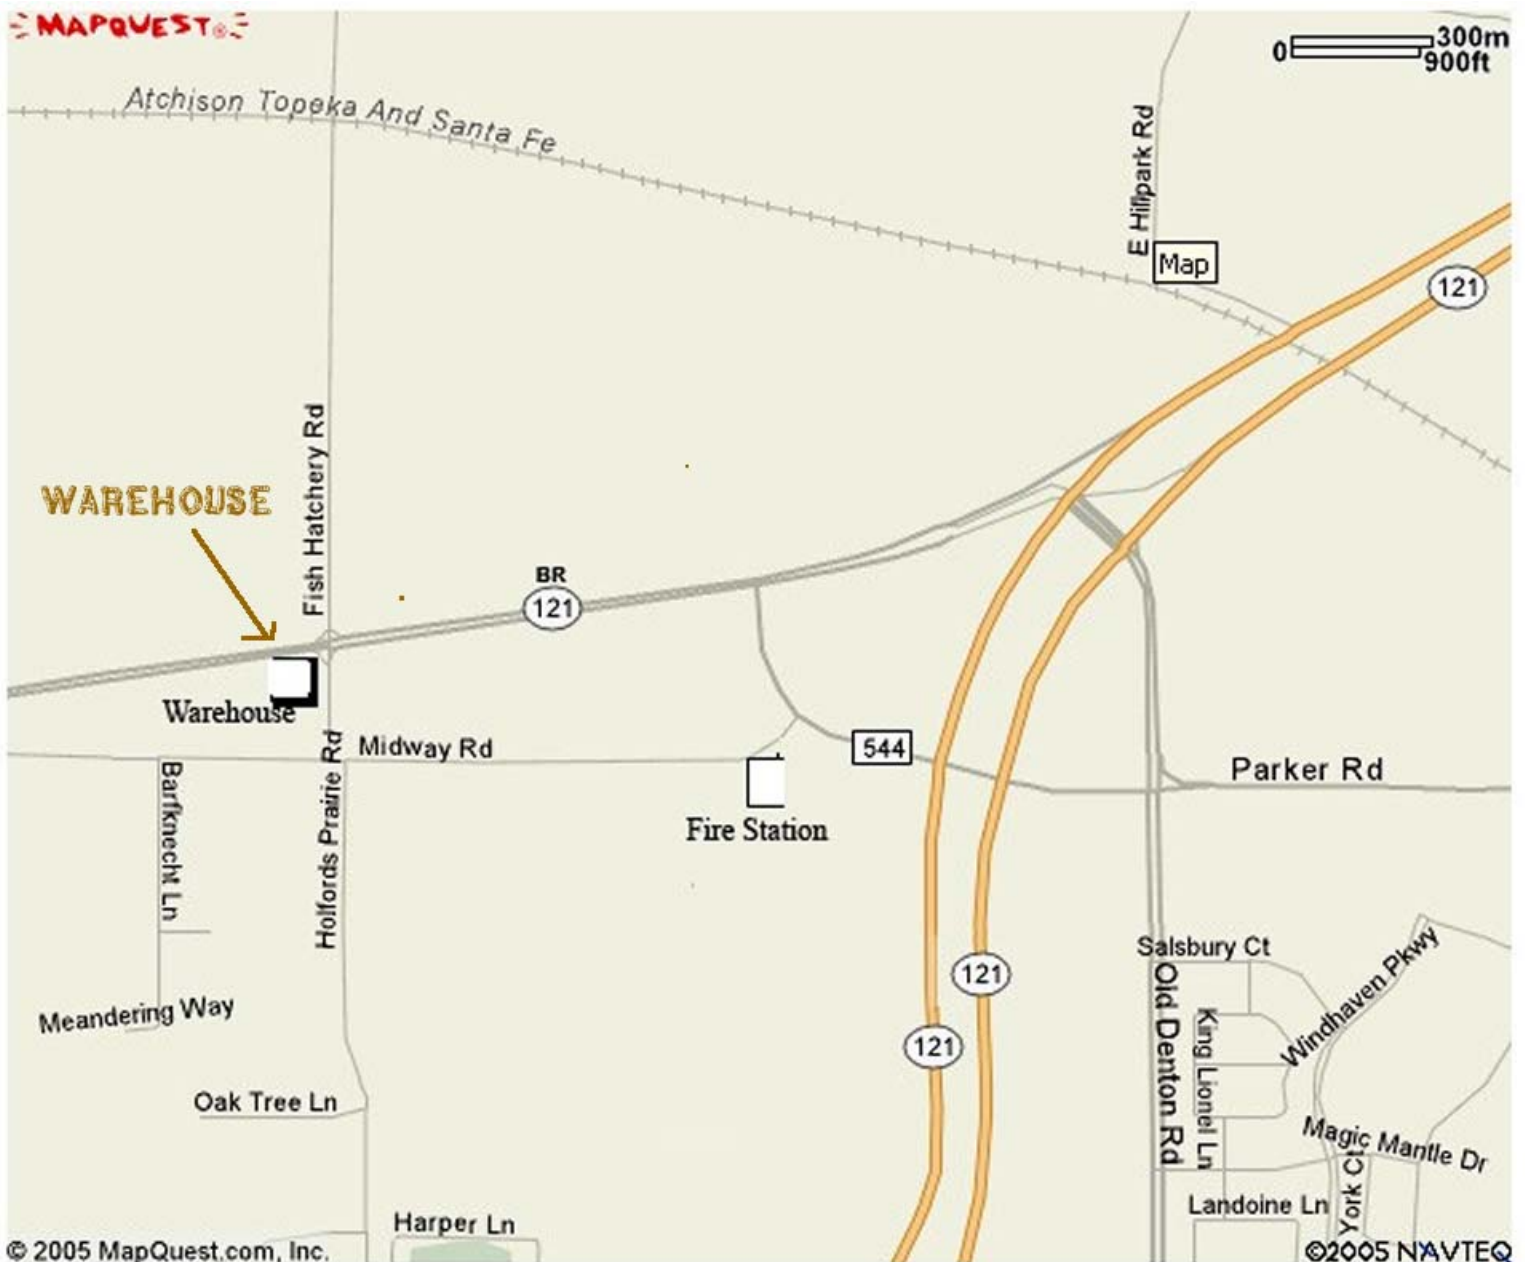 MAPQUEST®
0 300m
900ft
Atchison Topeka And Santa Fe
E Hillpark Rd
Map
121
Fish Hatchery Rd
WAREHOUSE
BR
121
Warehouse
Midway Rd
544
Parker Rd
Fire Station
Barfknecht Ln
Holfords Prairie Rd
Salsbury Ct
Windhaven Pkwy
121
Old Denton Rd
King Lionel Ln
Meandering Way
121
Oak Tree Ln
Magic Mantle Dr
York Ct
Landoine Ln
Harper Ln
© 2005 MapQuest.com, Inc.
©2005 NAVTEQ